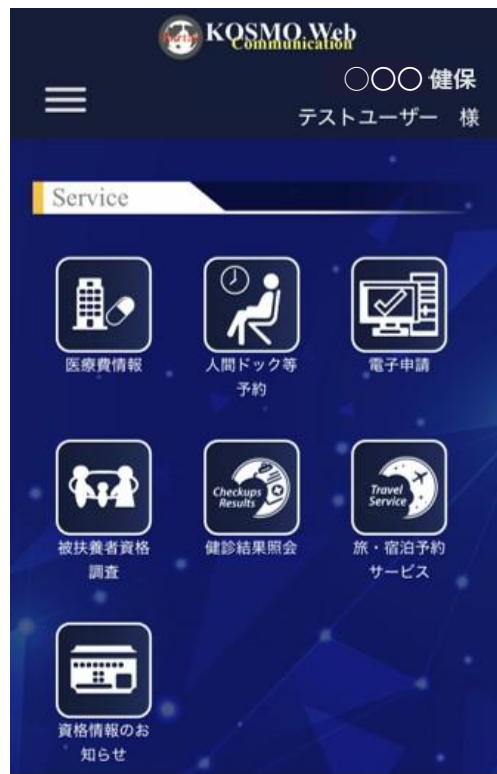 Portal
KOSMO Web
Communication
○○○ 健保
テストユーザー 様
Service
医療費情報
人間ドック等
予約
電子申請
Checkups
Results
Travel
Service
被扶養者資格
調査
健診結果照会
旅・宿泊予約
サービス
資格情報のお
知らせ